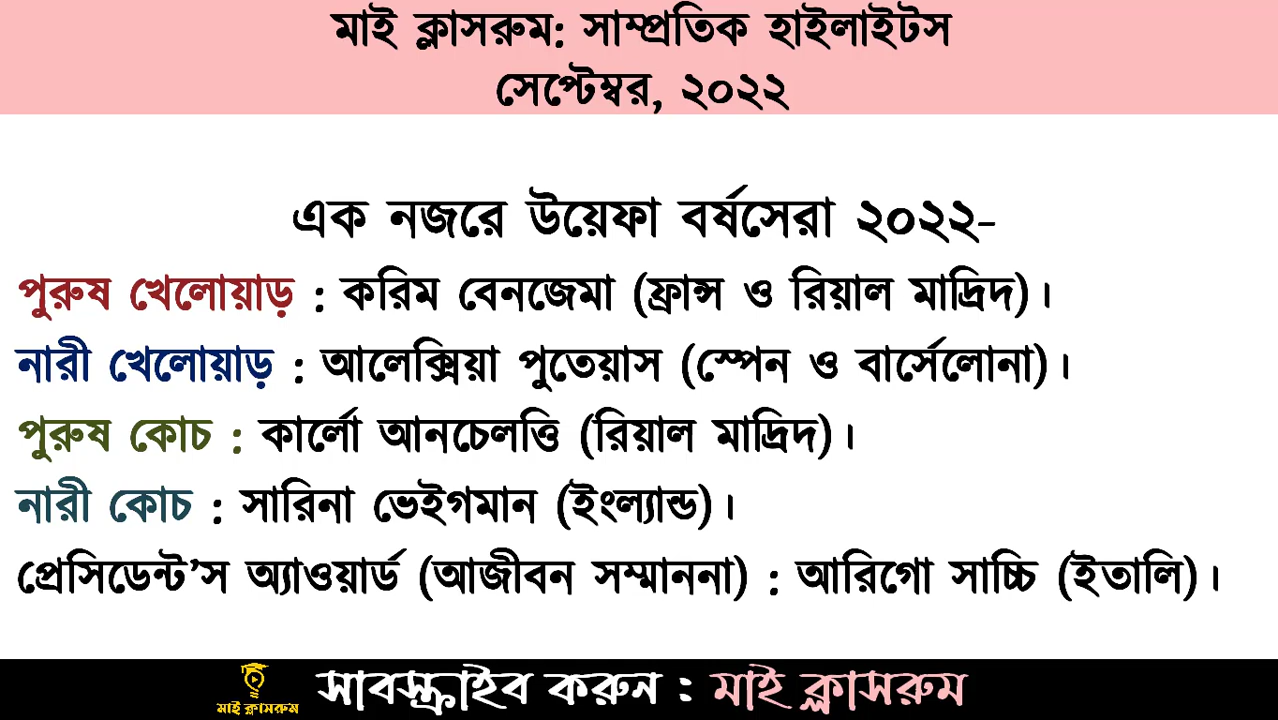 মাই ক্লাসরুম: সাম্প্রতিক হাইলাইটস
সেপ্টেম্বর, ২০২২
এক নজরে উয়েফা বর্ষসেরা ২০২২-
পুরুষ খেলোয়াড় : করিম বেনজেমা (ফ্রান্স ও রিয়াল মাদ্রিদ)।
নারী খেলোয়াড় : আলেক্সিয়া পুতেয়াস (স্পেন ও বার্সেলোনা)।
পুরুষ কোচ : কার্লো আনচেলত্তি (রিয়াল মাদ্রিদ)।
নারী কোচ : সারিনা ভেইগমান (ইংল্যান্ড)।
প্রেসিডেন্ট’স অ্যাওয়ার্ড (আজীবন সম্মাননা) : আরিগো সাচ্চি (ইতালি)।
মাই ক্লাসরুম
সাবস্ক্রাইব করুন : মাই ক্লাসরুম